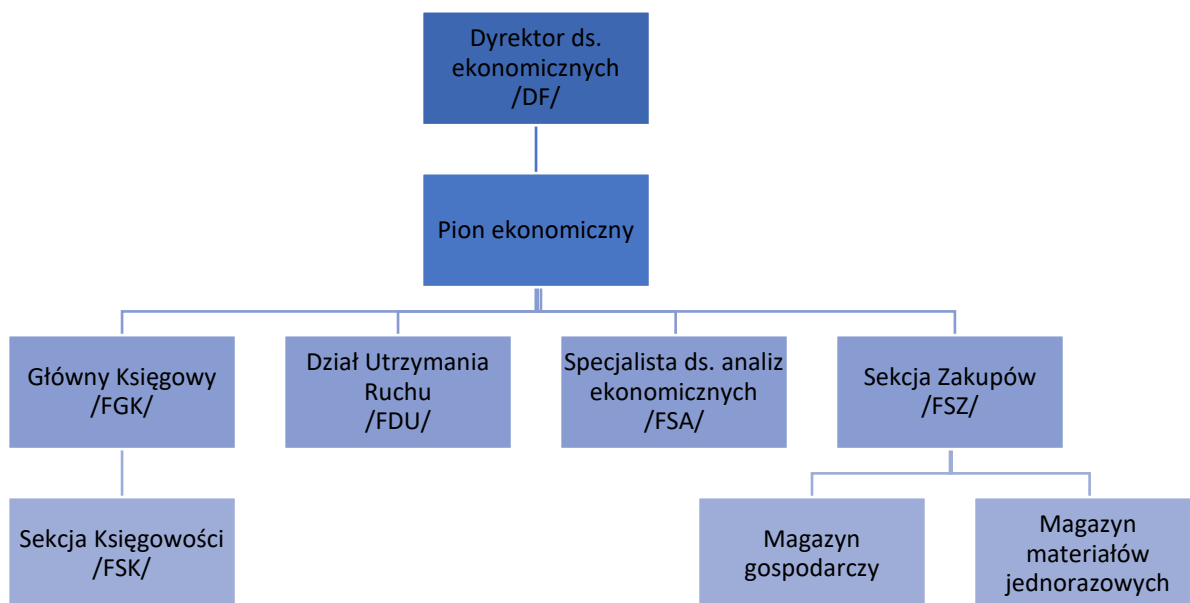 Dyrektor ds.
ekonomicznych
/DF/
Pion ekonomiczny
Główny Księgowy
/FGK/
Dział Utrzymania
Ruchu
/FDU/
Specjalista ds. analiz
ekonomicznych
/FSA/
Sekcja Zakupów
/FSZ/
Sekcja Księgowości
/FSK/
Magazyn
gospodarczy
Magazyn
materiałów
jednorazowych